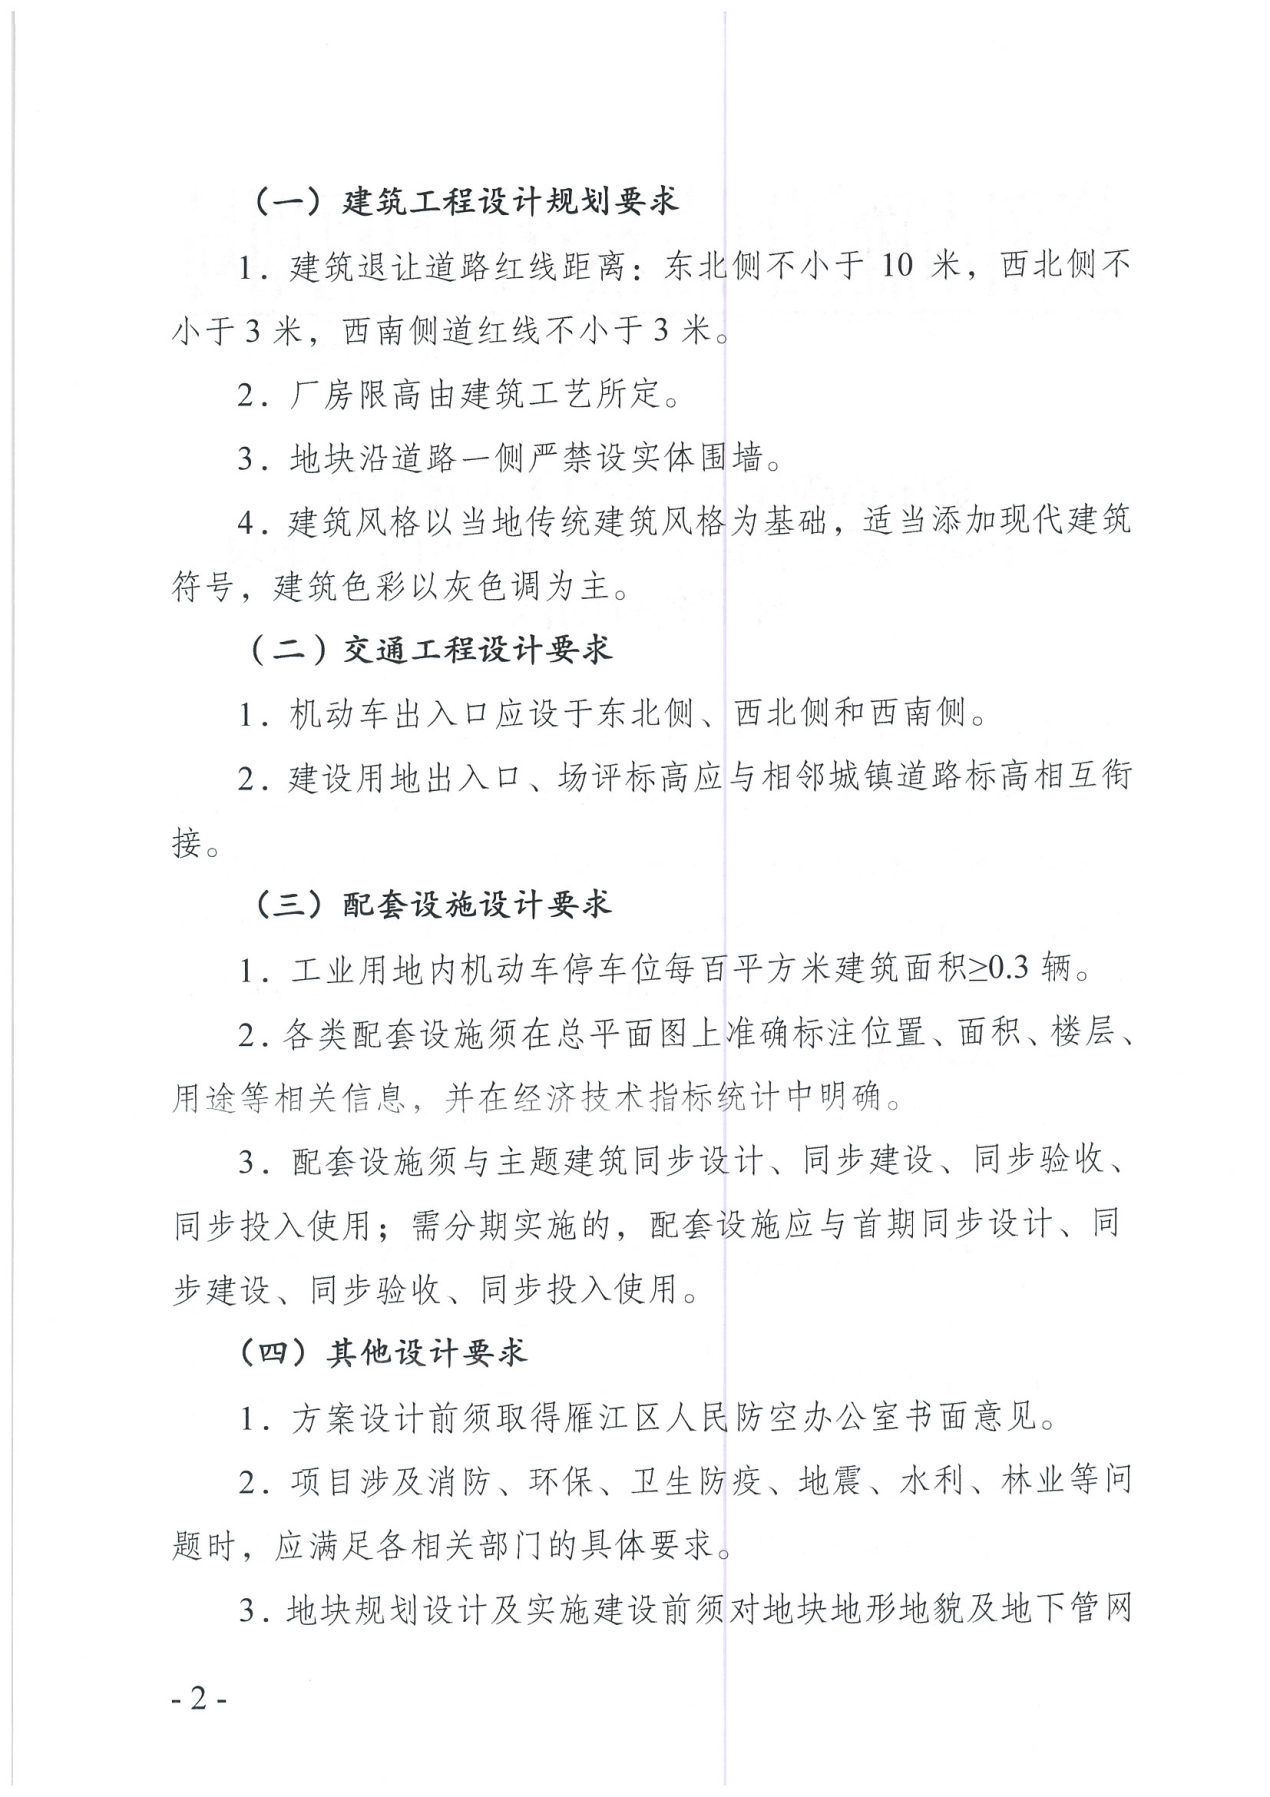 （一）建筑工程设计规划要求
1. 建筑退让道路红线距离：东北侧不小于 10 米，西北侧不
小于 3 米，西南侧道红线不小于 3 米。
2. 厂房限高由建筑工艺所定。
3. 地块沿道路一侧严禁设实体围墙。
4. 建筑风格以当地传统建筑风格为基础，适当添加现代建筑
符号，建筑色彩以灰色调为主。
（二）交通工程设计要求
1. 机动车出入口应设于东北侧、西北侧和西南侧。
2. 建设用地出入口、场评标高应与相邻城镇道路标高相互衔
接。
（三）配套设施设计要求
1. 工业用地内机动车停车位每百平方米建筑面积≥0.3 辆。
2. 各类配套设施须在总平面图上准确标注位置、面积、楼层、
用途等相关信息，并在经济技术指标统计中明确。
3. 配套设施须与主题建筑同步设计、同步建设、同步验收、
同步投入使用；需分期实施的，配套设施应与首期同步设计、同
步建设、同步验收、同步投入使用。
（四）其他设计要求
1. 方案设计前须取得雁江区人民防空办公室书面意见。
2. 项目涉及消防、环保、卫生防疫、地震、水利、林业等问
题时，应满足各相关部门的具体要求。
3. 地块规划设计及实施建设前须对地块地形地貌及地下管网
- 2 -